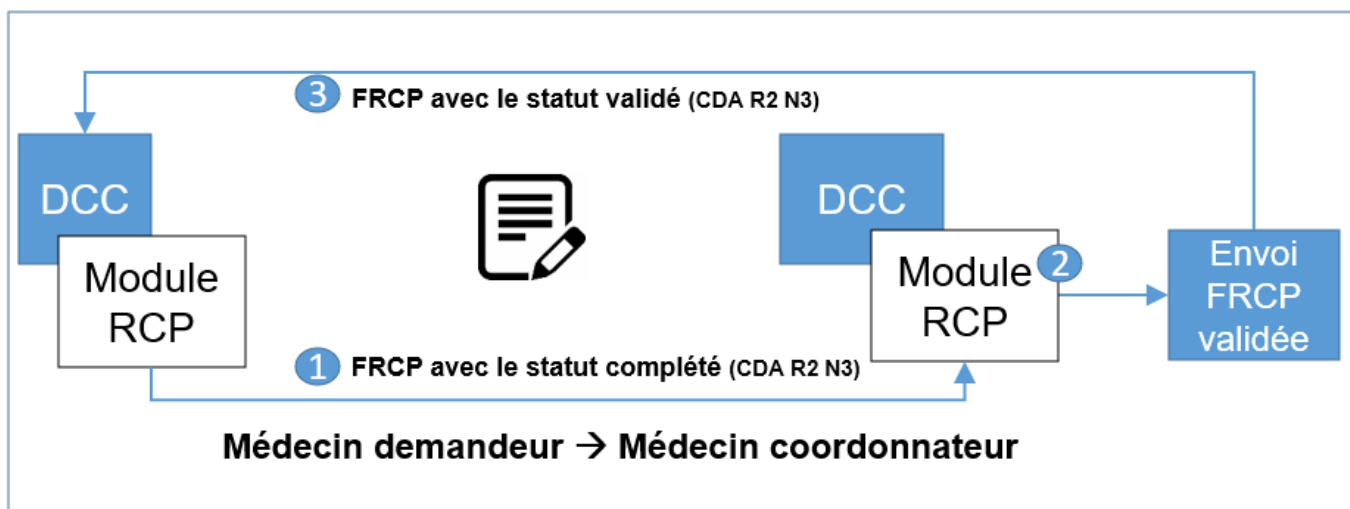 3 FRCP avec le statut validé (CDA R2 N3)
DCC
Module
RCP
DCC
Module
RCP
2
Envoi
FRCP
validée
1 FRCP avec le statut complété (CDA R2 N3)
Médecin demandeur → Médecin coordonnateur